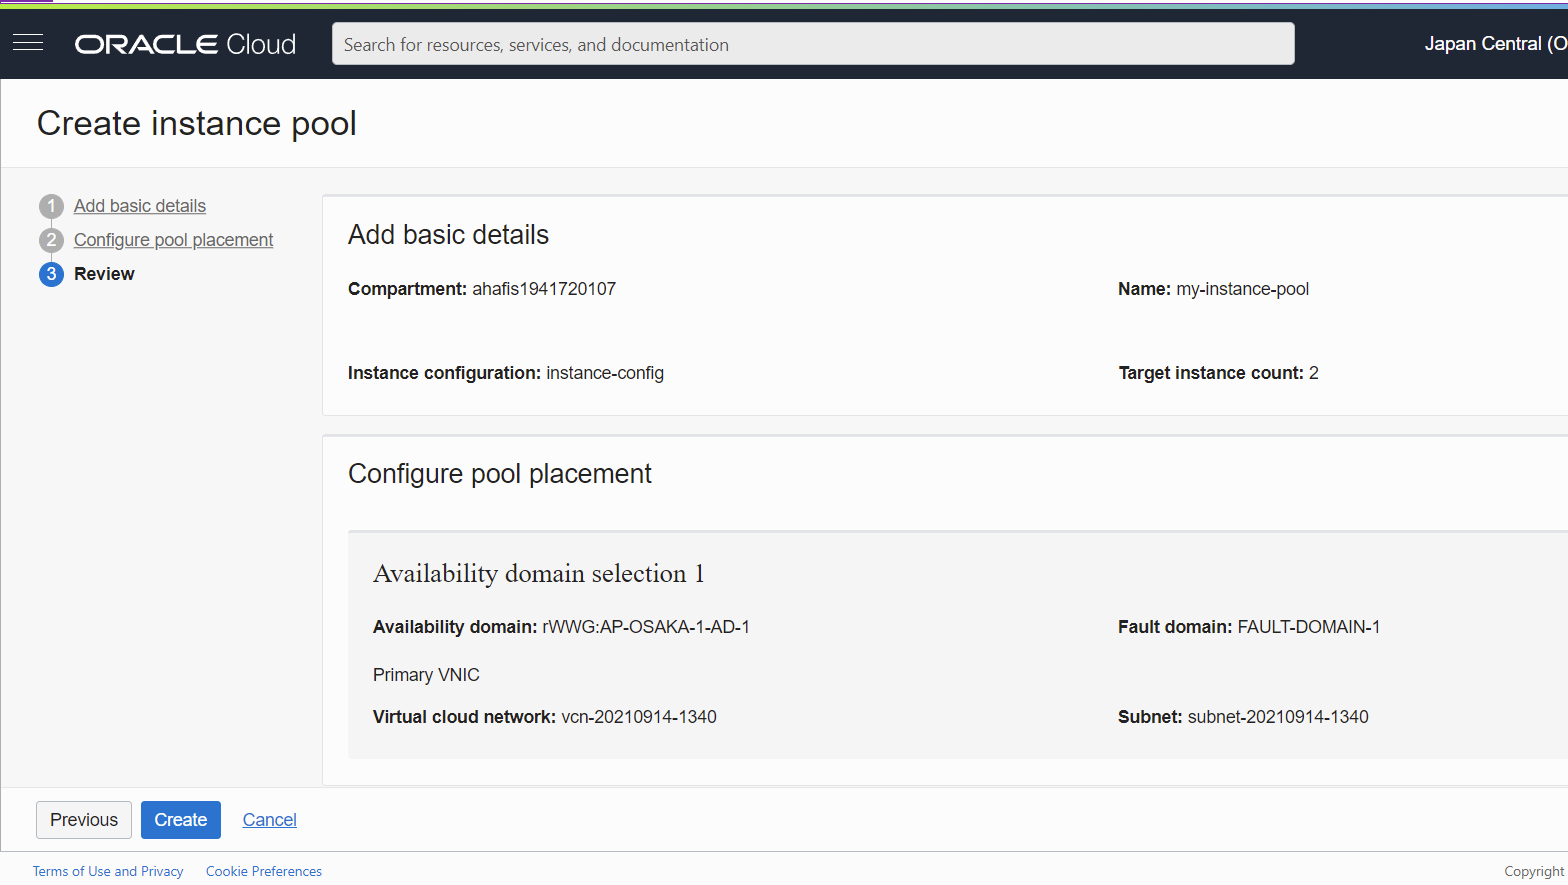 ORACLE Cloud
Search for resources, services, and documentation
Japan Central (O
Create instance pool
1 Add basic details
2 Configure pool placement
3 Review
Add basic details
Compartment: ahafis1941720107
Name: my-instance-pool
Instance configuration: instance-config
Target instance count: 2
Configure pool placement
Availability domain selection 1
Availability domain: rWWG:AP-OSAKA-1-AD-1
Fault domain: FAULT-DOMAIN-1
Primary VNIC
Virtual cloud network: vcn-20210914-1340
Subnet: subnet-20210914-1340
Previous Create Cancel
Terms of Use and Privacy Cookie Preferences
Copyright